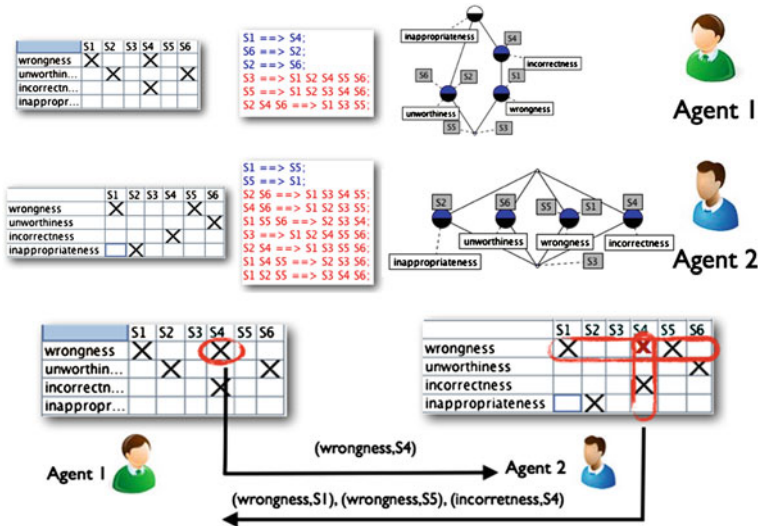 S1 S2 S3 S4 S5 S6
wrongness
unworthin...
incorrectn...
inappropr...
S1 ==> S4;
S6 ==> S2;
S2 ==> S6;
S3 ==> S1 S2 S4 S5 S6;
S5 ==> S1 S2 S3 S4 S6;
S2 S4 S6 ==> S1 S3 S5;
inappropriateness
S4
incorrectness
S6
S2
S1
unworthiness
wrongness
S5
S3
Agent 1
S1 S2 S3 S4 S5 S6
wrongness
unworthiness
incorrectness
inappropriateness
S1 ==> S5;
S5 ==> S1;
S2 S6 ==> S1 S3 S4 S5;
S4 S6 ==> S1 S2 S3 S5;
S1 S5 S6 ==> S2 S3 S4;
S3 ==> S1 S2 S4 S5 S6;
S2 S4 ==> S1 S3 S5 S6;
S1 S4 S5 ==> S2 S3 S6;
S1 S2 S5 ==> S3 S4 S6;
S2
S6
S5
S1
S4
unworthiness
wrongness
incorrectness
inappropriateness
S3
Agent 2
S1 S2 S3 S4 S5 S6
wrongness
unworthin...
incorrectn...
inappropr...
S1 S2 S3 S4 S5 S6
wrongness
unworthiness
incorrectness
inappropriateness
(wrongness,S4)
Agent 1
Agent 2
(wrongness,S1), (wrongness,S5), (incorretness,S4)